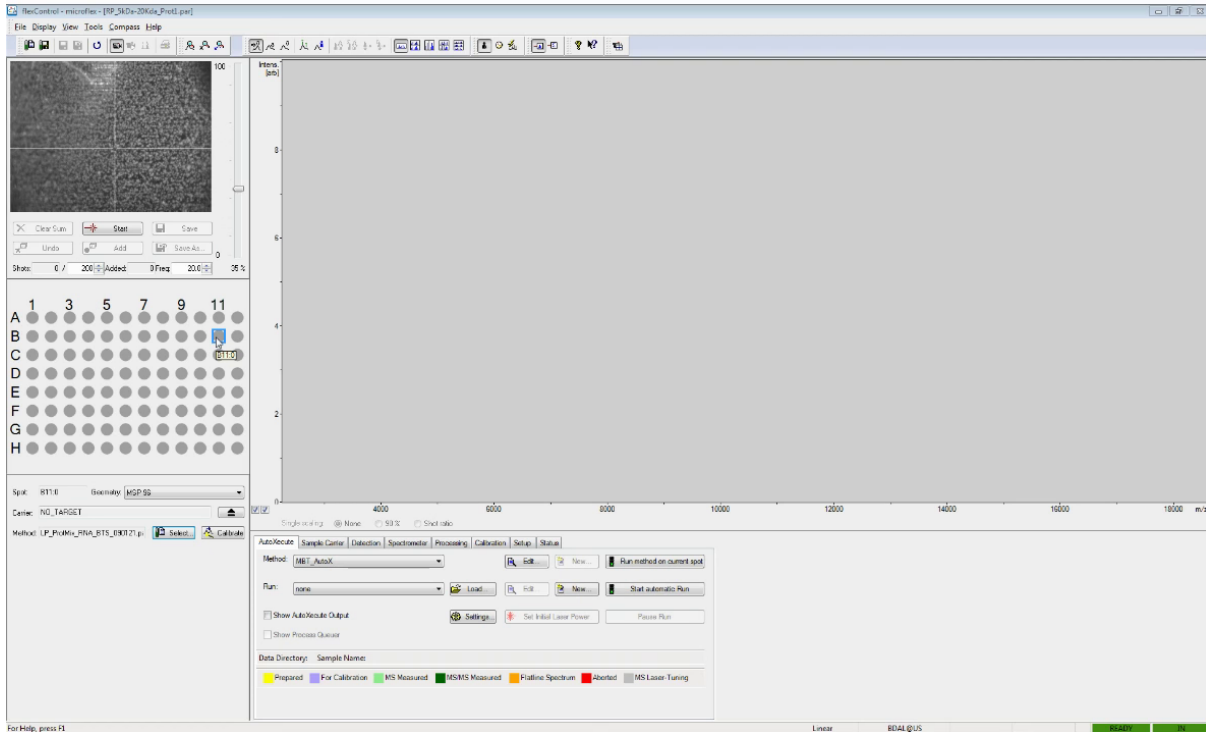 flexControl - microflex - [RP_5kDa-20Kda_Prot1.par]
File Display View Tools Compass Help
100
Clear Sum Start Save
Undo Add Save As...
0
Shots: 0 / 200 Added: 0 Freq: 20.0 35 %
1 3 5 7 9 11
A
B
C B11:0
D
E
F
G
H
Spot: B11:0 Geometry: MSP 96
Carrier: NO_TARGET
Method: Select... Calibrate
Intens.
[arb]
8
6
4
2
0
4000 6000 8000 10000 12000 14000 16000 18000 m/z
Single scaling: None 50 % Shot ratio
AutoXecute Sample Carrier Detection Spectrometer Processing Calibration Setup Status
Method: MBT_AutoX Edit... New... Run method on current spot
Run: none Load... Edit New... Start automatic Run
Show AutoXecute Output Settings... Set Initial Laser Power Pause Run
Show Process Queuer
Data Directory: Sample Name:
Prepared For Calibration MS Measured MS/MS Measured Flatline Spectrum Aborted MS Laser-Tuning
For Help, press F1 Linear BDAL@US READY IN